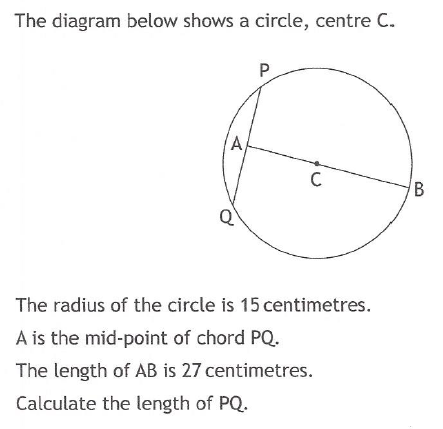 The diagram below shows a circle, centre C.
P
A
C
B
Q
The radius of the circle is 15 centimetres.
A is the mid-point of chord PQ.
The length of AB is 27 centimetres.
Calculate the length of PQ.